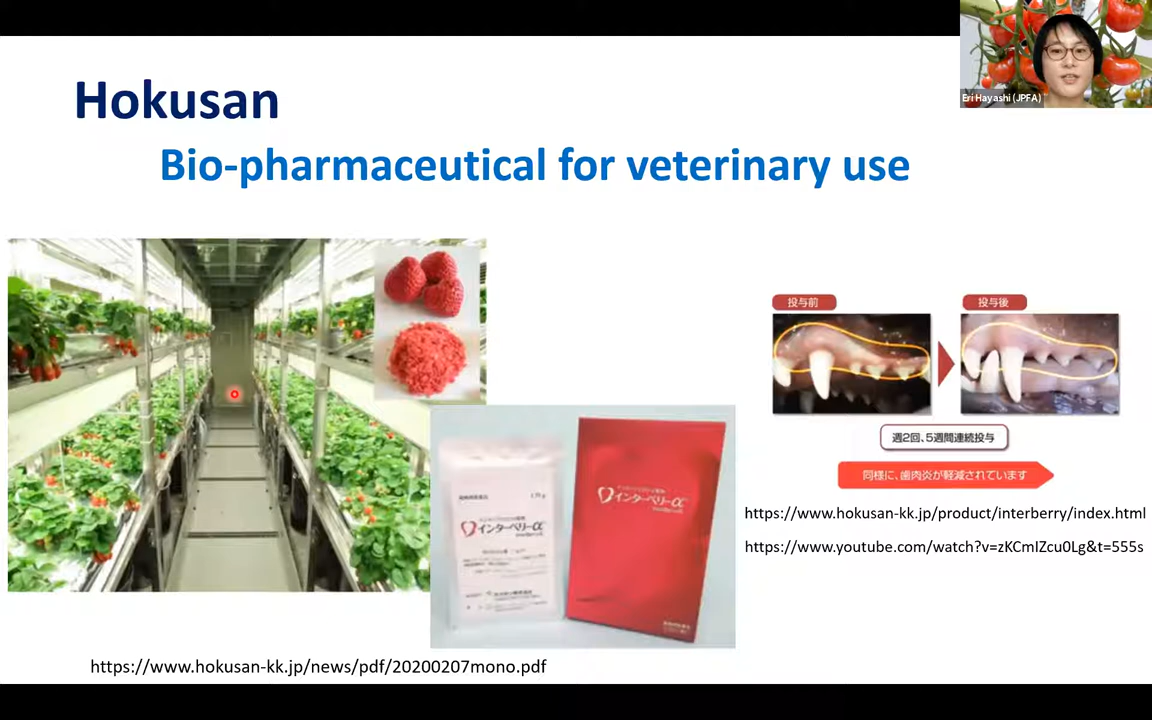 Eri Hayashi (JPFA)
Hokusan
Bio-pharmaceutical for veterinary use
投与前
投与後
週2回、5週間連続投与
同様に、歯肉炎が軽減されています
インターベリーα
インターベリーα
https://www.hokusan-kk.jp/product/interberry/index.html
https://www.youtube.com/watch?v=zKCmIZcu0Lg&t=555s
https://www.hokusan-kk.jp/news/pdf/20200207mono.pdf